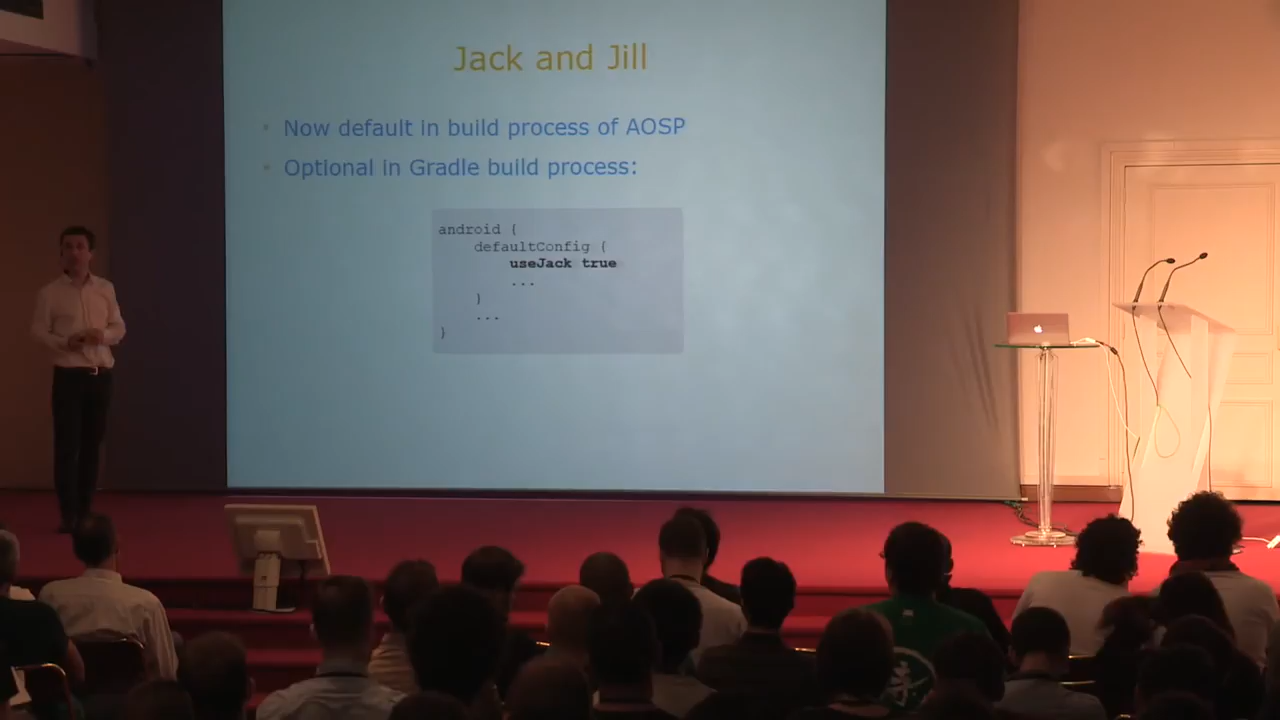 Jack and Jill
• Now default in build process of AOSP
• Optional in Gradle build process:
android {
    defaultConfig {
        useJack true
        ...
    }
    ...
}